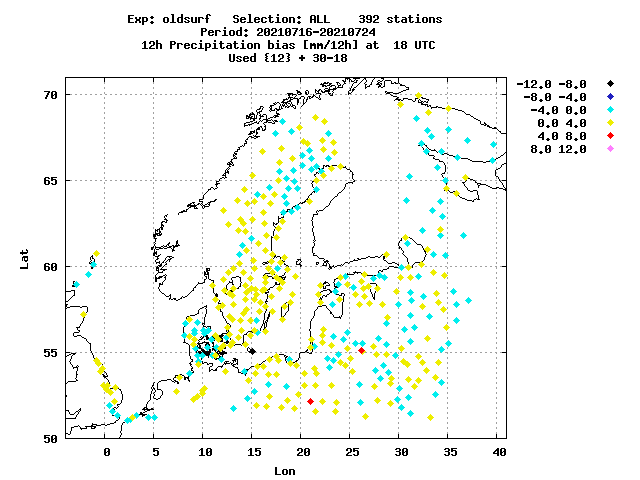 Exp: oldsurf   Selection: ALL    392 stations
Period: 20210716-20210724
12h Precipitation bias [mm/12h] at  18 UTC
Used {12} + 30-18
-12.0 -8.0
-8.0 -4.0
-4.0 0.0
0.0 4.0
4.0 8.0
8.0 12.0
70
65
60
55
50
Lat
0 5 10 15 20 25 30 35 40
Lon